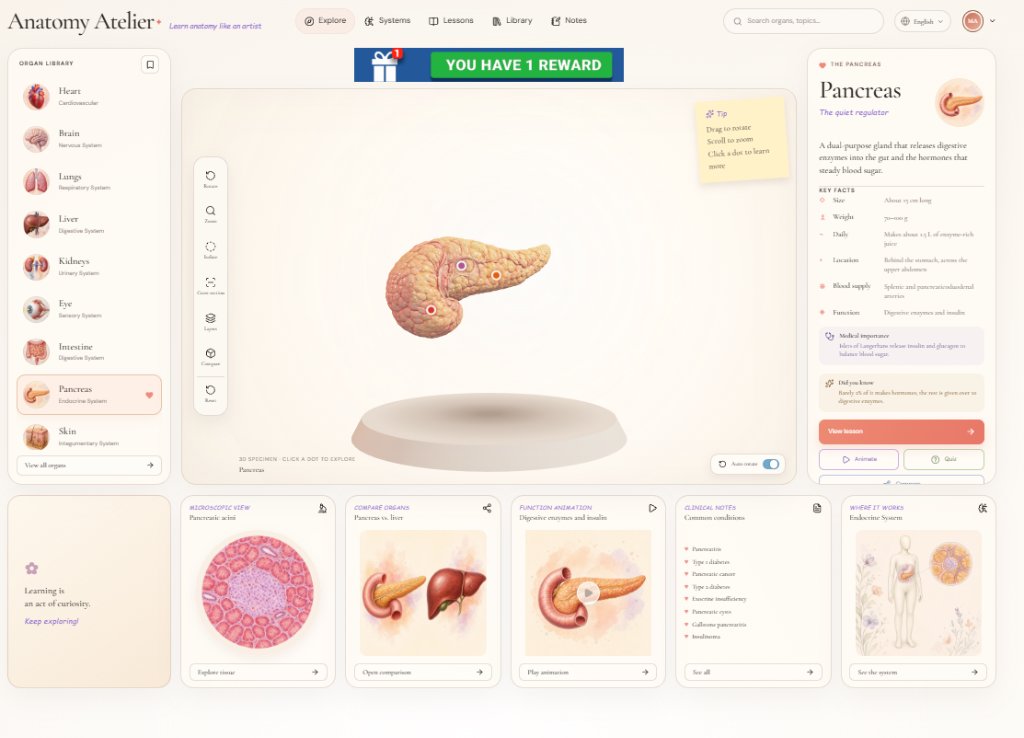 Anatomy Atelier
Learn anatomy like an artist
Explore
Systems
Lessons
Library
Notes
Search organs, topics...
English
MA
ORGAN LIBRARY
Heart
Cardiovascular
Brain
Nervous System
Lungs
Respiratory System
Liver
Digestive System
Kidneys
Urinary System
Eye
Sensory System
Intestine
Digestive System
Pancreas
Endocrine System
Skin
Integumentary System
View all organs
1
YOU HAVE 1 REWARD
Rotate
Zoom
Isolate
Cross-section
Layers
Compare
Reset
Tip
Drag to rotate
Scroll to zoom
Click a dot to learn
more
3D SPECIMEN · CLICK A DOT TO EXPLORE
Pancreas
Auto rotate
THE PANCREAS
Pancreas
The quiet regulator
A dual-purpose gland that releases digestive
enzymes into the gut and the hormones that
steady blood sugar.
KEY FACTS
Size About 15 cm long
Weight 70–100 g
Daily Makes about 1.5 L of enzyme-rich
juice
Location Behind the stomach, across the
upper abdomen
Blood supply Splenic and pancreaticoduodenal
arteries
Function Digestive enzymes and insulin
Medical importance
Islets of Langerhans release insulin and glucagon to
balance blood sugar.
Did you know
Barely 2% of it makes hormones; the rest is given over to
digestive enzymes.
View lesson
Animate
Quiz
Compare
Learning is
an act of curiosity.
Keep exploring!
MICROSCOPIC VIEW
Pancreatic acini
Explore tissue
COMPARE ORGANS
Pancreas vs. liver
Open comparison
FUNCTION ANIMATION
Digestive enzymes and insulin
Play animation
CLINICAL NOTES
Common conditions
Pancreatitis
Type 1 diabetes
Pancreatic cancer
Type 2 diabetes
Exocrine insufficiency
Pancreatic cysts
Gallstone pancreatitis
Insulinoma
See all
WHERE IT WORKS
Endocrine System
See the system